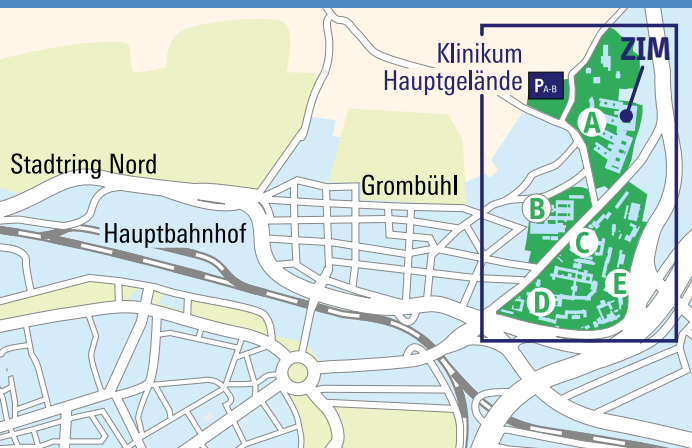 Klinikum
Hauptgelände
PA-B
ZIM
A
Stadtring Nord
Grombühl
B
Hauptbahnhof
C
E
D